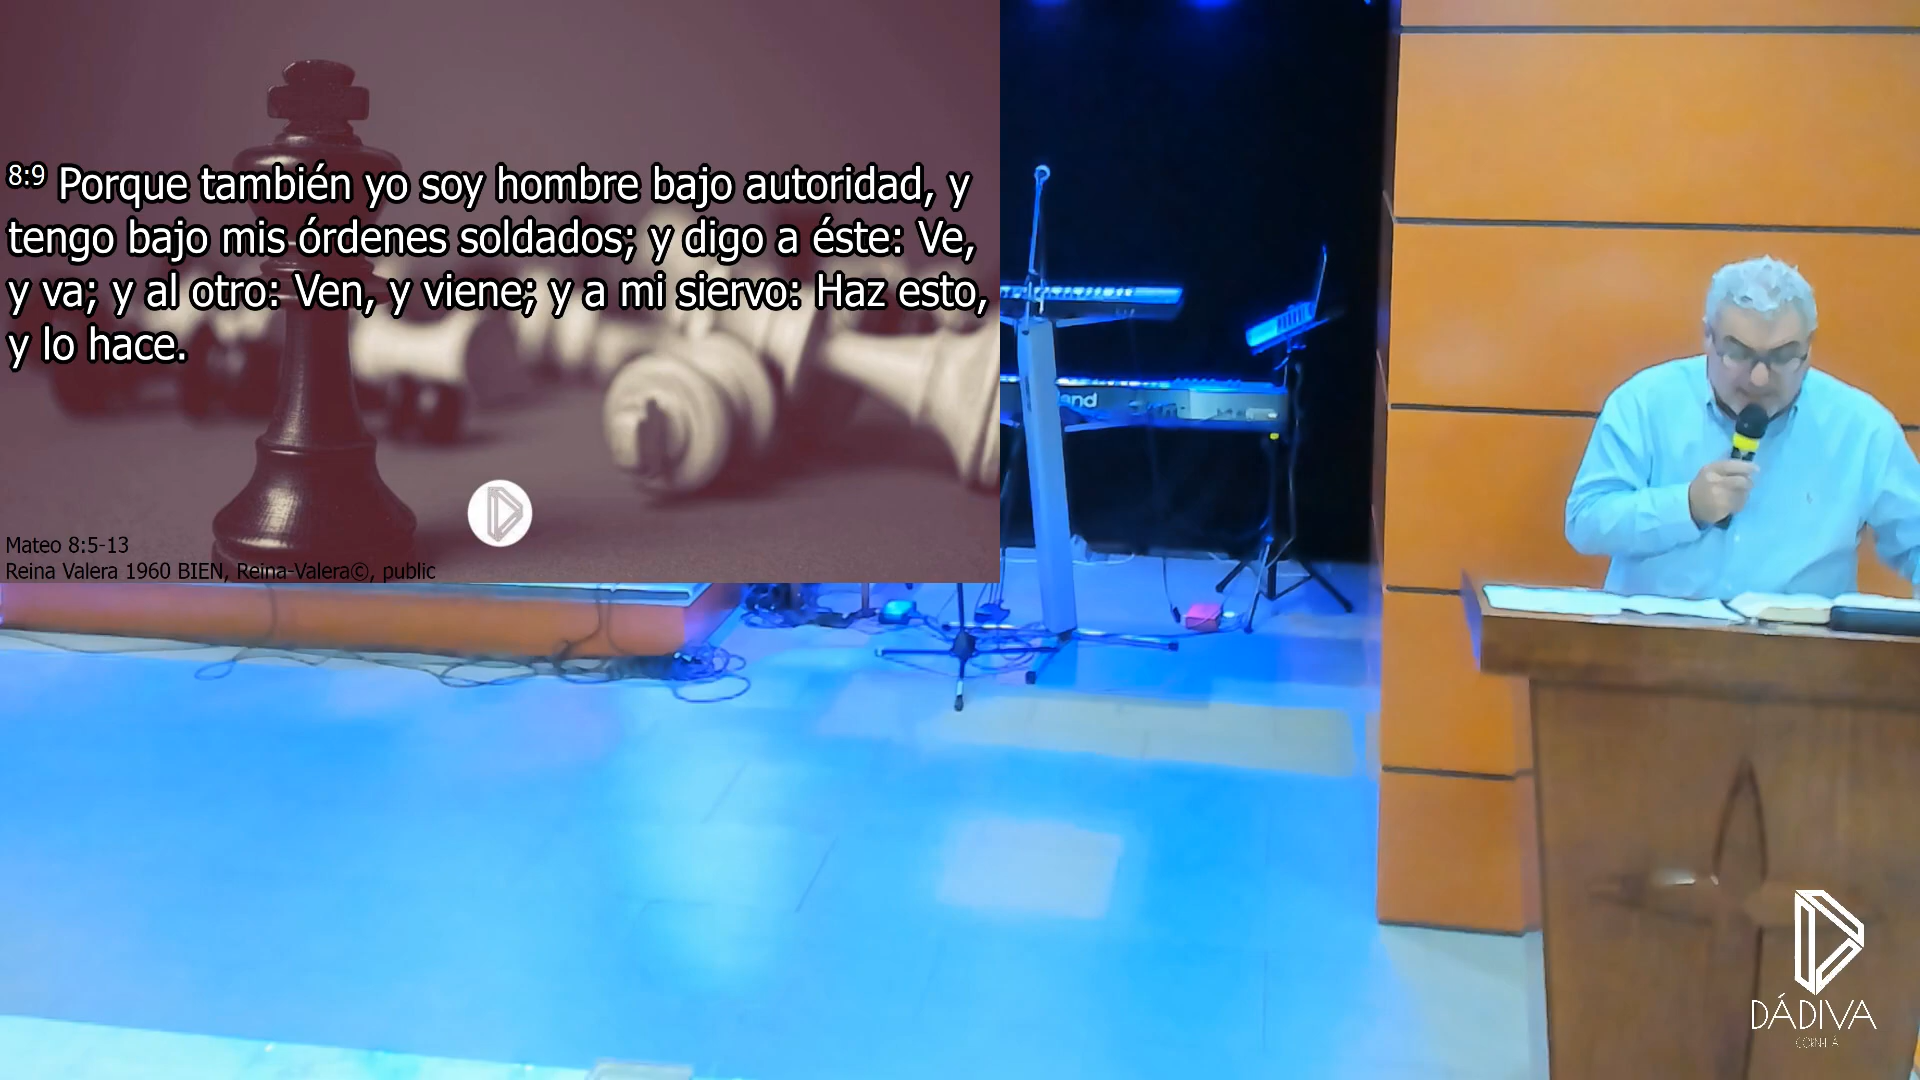 8:9 Porque también yo soy hombre bajo autoridad, y
tengo bajo mis órdenes soldados; y digo a éste: Ve,
y va; y al otro: Ven, y viene; y a mi siervo: Haz esto,
y lo hace.
Mateo 8:5-13
Reina Valera 1960 BIEN, Reina-Valera©, public
DÁDIVA